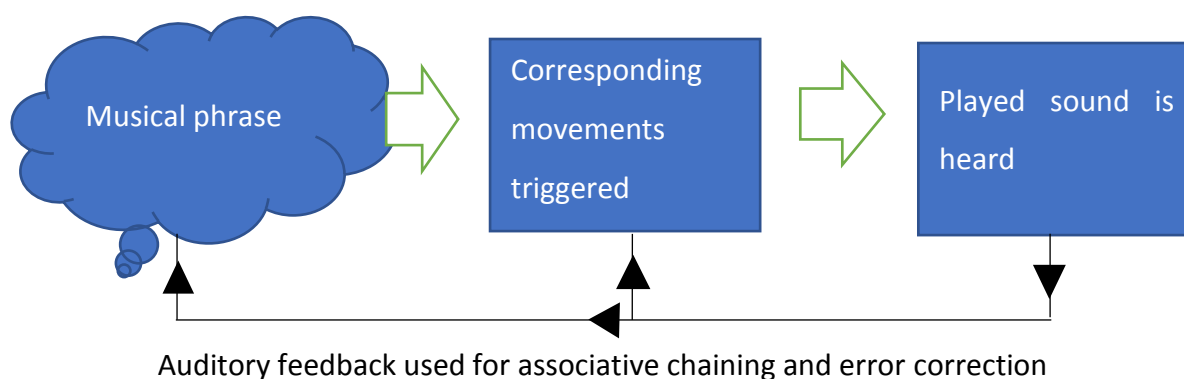 Musical phrase
Corresponding
movements
triggered
Played sound is
heard
Auditory feedback used for associative chaining and error correction